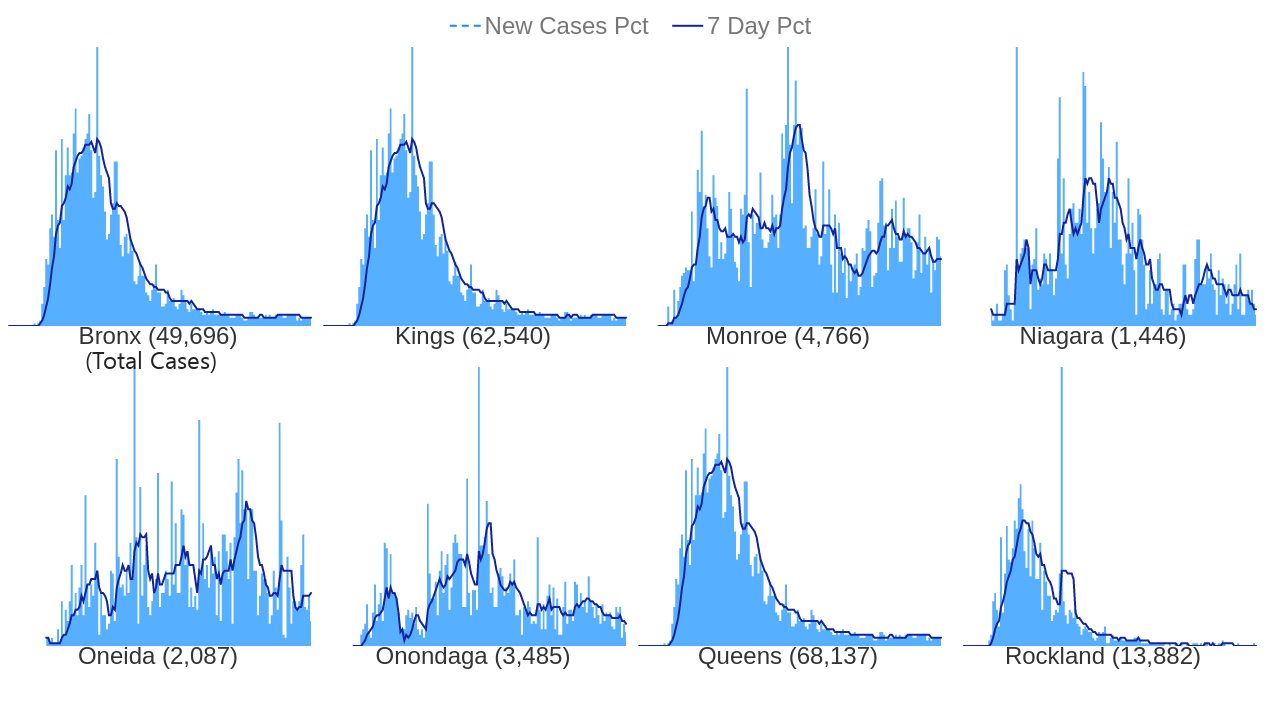 New Cases Pct 7 Day Pct
Bronx (49,696)
(Total Cases)
Kings (62,540)
Monroe (4,766)
Niagara (1,446)
Oneida (2,087)
Onondaga (3,485)
Queens (68,137)
Rockland (13,882)